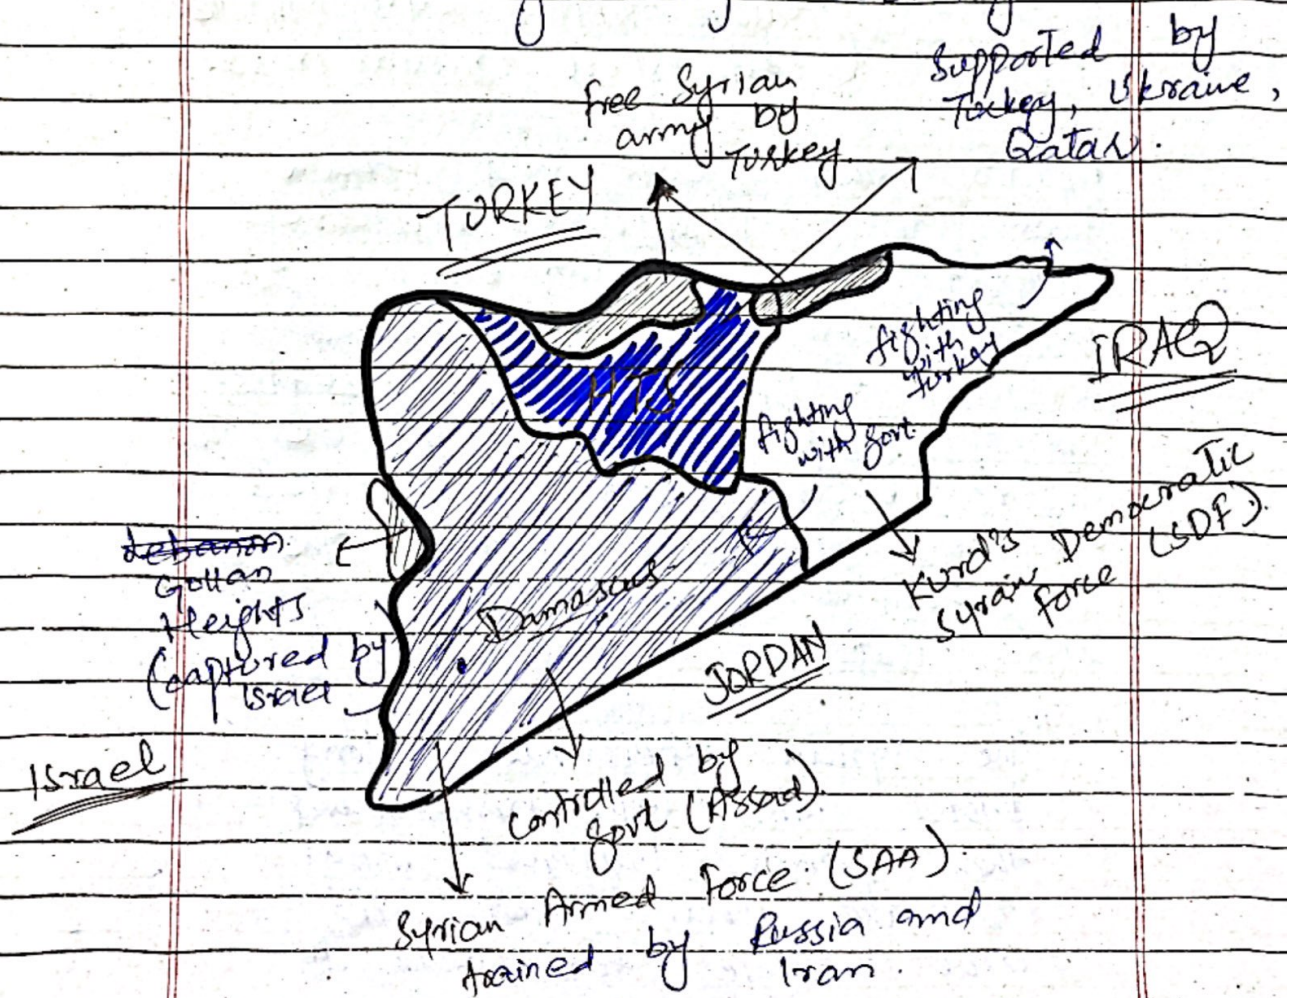 Supported by
Turkey, Ukraine,
Qatar.
Free Syrian
army by
Turkey.
TURKEY
fighting
with
turkey
IRAQ
HTS
fighting
with govt.
Lebanon
Gollan
Heights
(captured by
Israel
Damascus
Kurd's
Syrain Democratic
force (SDF).
JORDAN
Israel
Controlled by
govt (Assad).
Syrian Armed Force (SAA).
trained by Russia and
Iran.